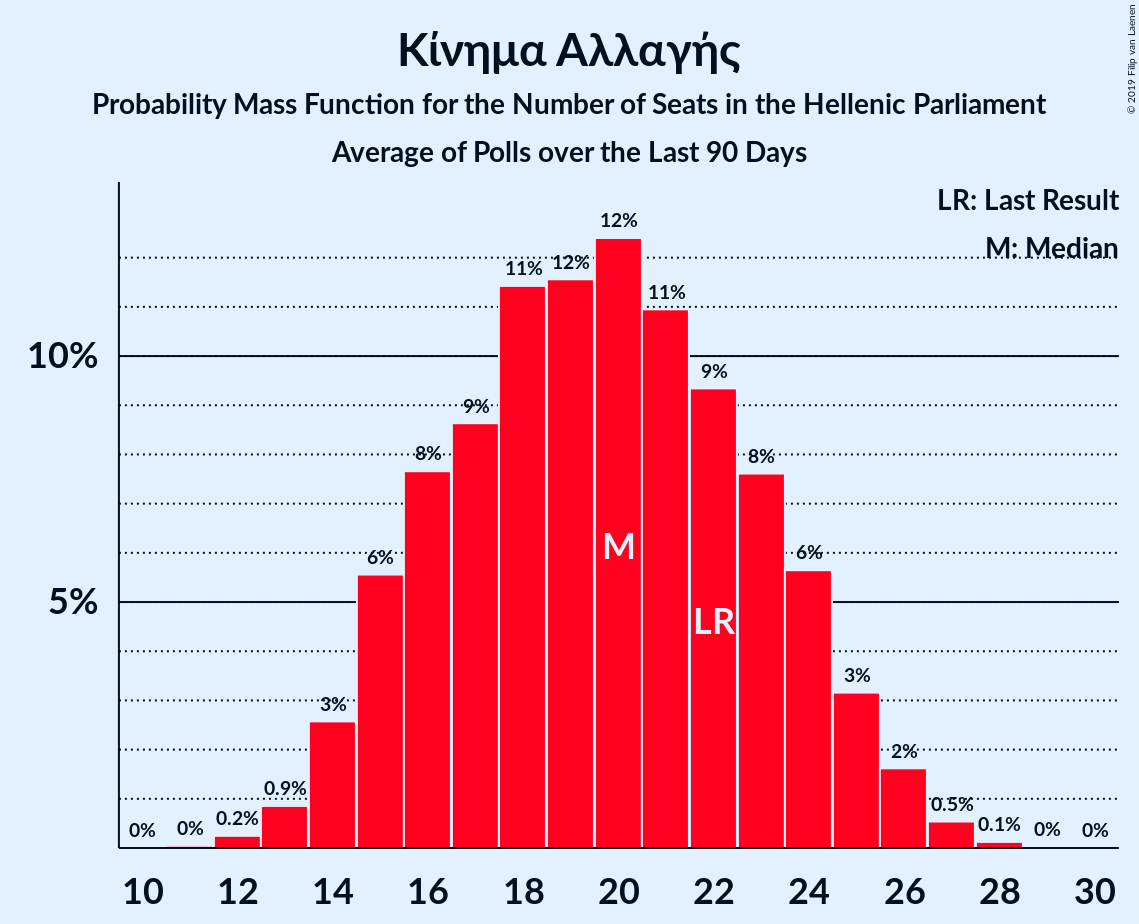 Κίνημα Αλλαγής
Probability Mass Function for the Number of Seats in the Hellenic Parliament
Average of Polls over the Last 90 Days
© 2019 Filip van Laenen
LR: Last Result
M: Median
10%
5%
0%
0%
0.2%
0.9%
3%
6%
8%
9%
11%
12%
12%
11%
9%
8%
6%
3%
2%
0.5%
0.1%
0%
0%
M
LR
10 12 14 16 18 20 22 24 26 28 30